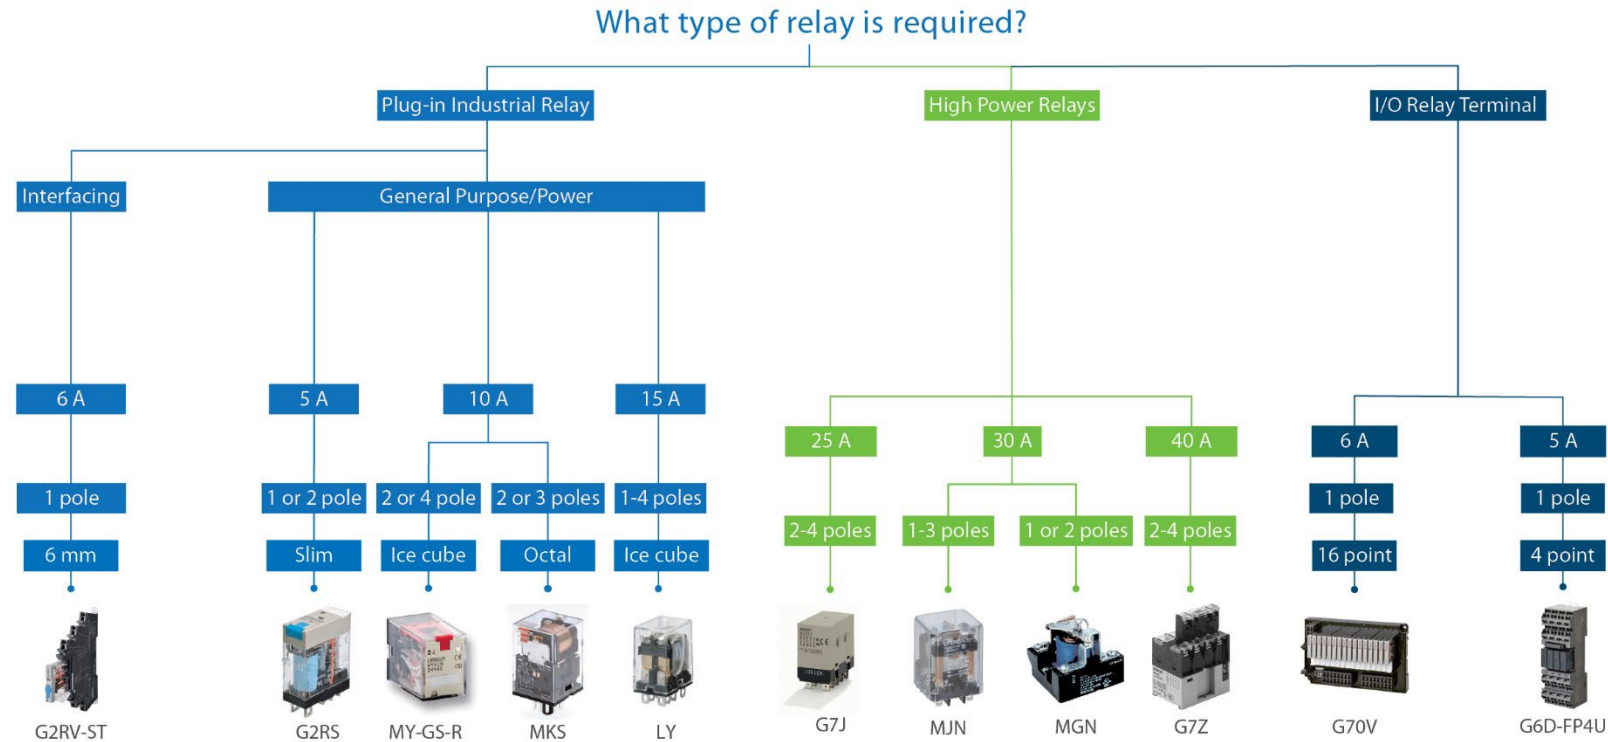 What type of relay is required?
Plug-in Industrial Relay
High Power Relays
I/O Relay Terminal
Interfacing
General Purpose/Power
6 A
5 A
10 A
15 A
25 A
30 A
40 A
6 A
5 A
1 pole
1 or 2 pole
2 or 4 pole
2 or 3 poles
1-4 poles
2-4 poles
1-3 poles
1 or 2 poles
2-4 poles
1 pole
1 pole
6 mm
Slim
Ice cube
Octal
Ice cube
16 point
4 point
G2RV-ST
G2RS
MY-GS-R
MKS
LY
G7J
MJN
MGN
G7Z
G70V
G6D-FP4U